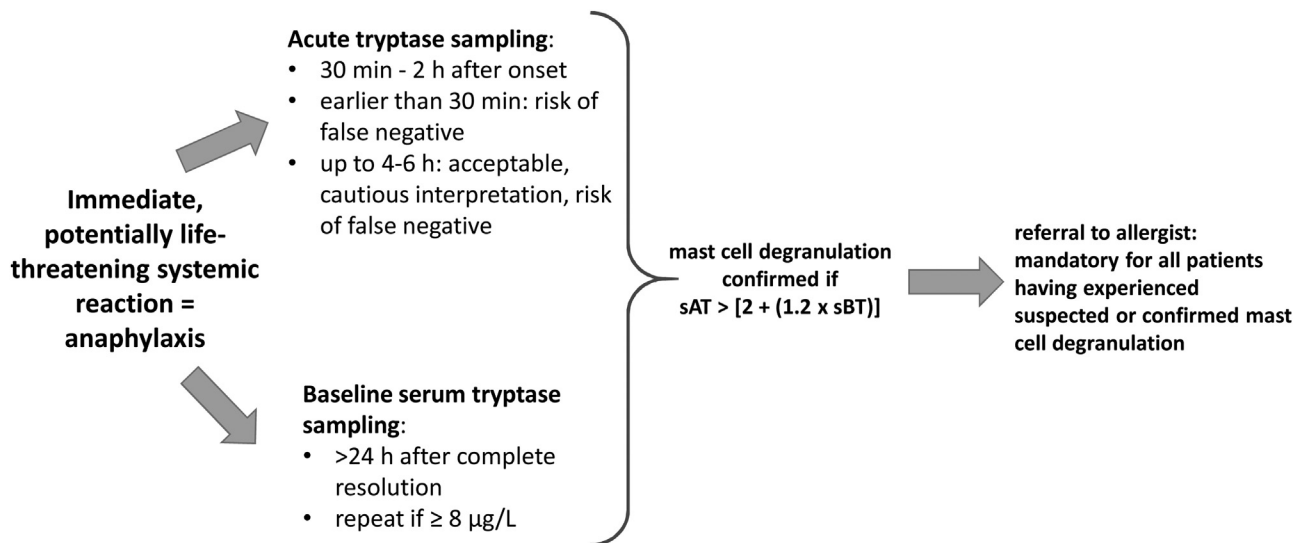 Immediate,
potentially life-
threatening systemic
reaction =
anaphylaxis
Acute tryptase sampling:
• 30 min - 2 h after onset
• earlier than 30 min: risk of
false negative
• up to 4-6 h: acceptable,
cautious interpretation, risk
of false negative
Baseline serum tryptase
sampling:
• >24 h after complete
resolution
• repeat if ≥ 8 µg/L
mast cell degranulation
confirmed if
sAT > [2 + (1.2 x sBT)]
referral to allergist:
mandatory for all patients
having experienced
suspected or confirmed mast
cell degranulation